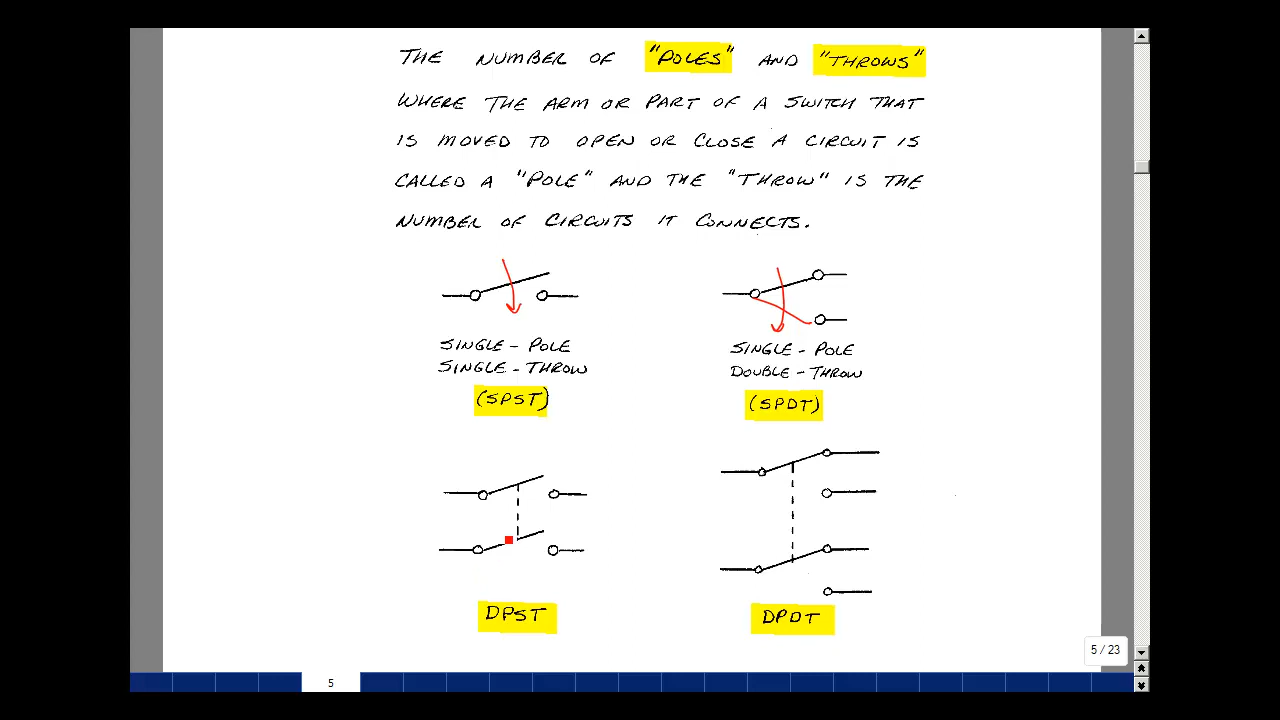 THE NUMBER OF "POLES" AND "THROWS"
WHERE THE ARM OR PART OF A SWITCH THAT
IS MOVED TO OPEN OR CLOSE A CIRCUIT IS
CALLED A "POLE" AND THE "THROW" IS THE
NUMBER OF CIRCUITS IT CONNECTS.
SINGLE - POLE
SINGLE - THROW
(SPST)
SINGLE - POLE
DOUBLE - THROW
(SPDT)
DPST
DPDT
5 / 23
5